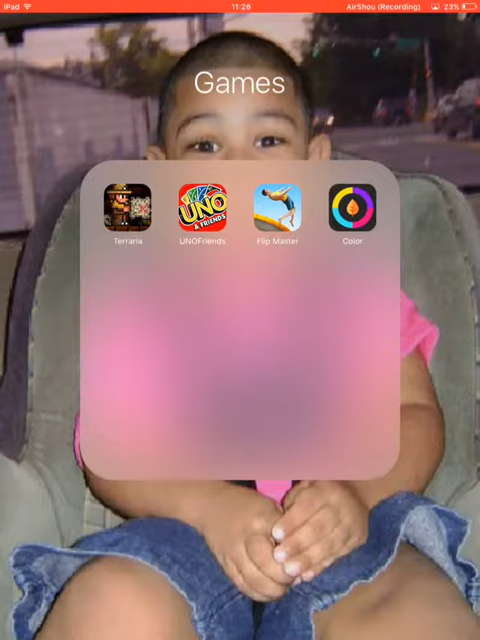 iPad 11:26 AirShou (Recording) 23%
Games
UNO
& FRIENDS
Terraria UNOFriends Flip Master Color